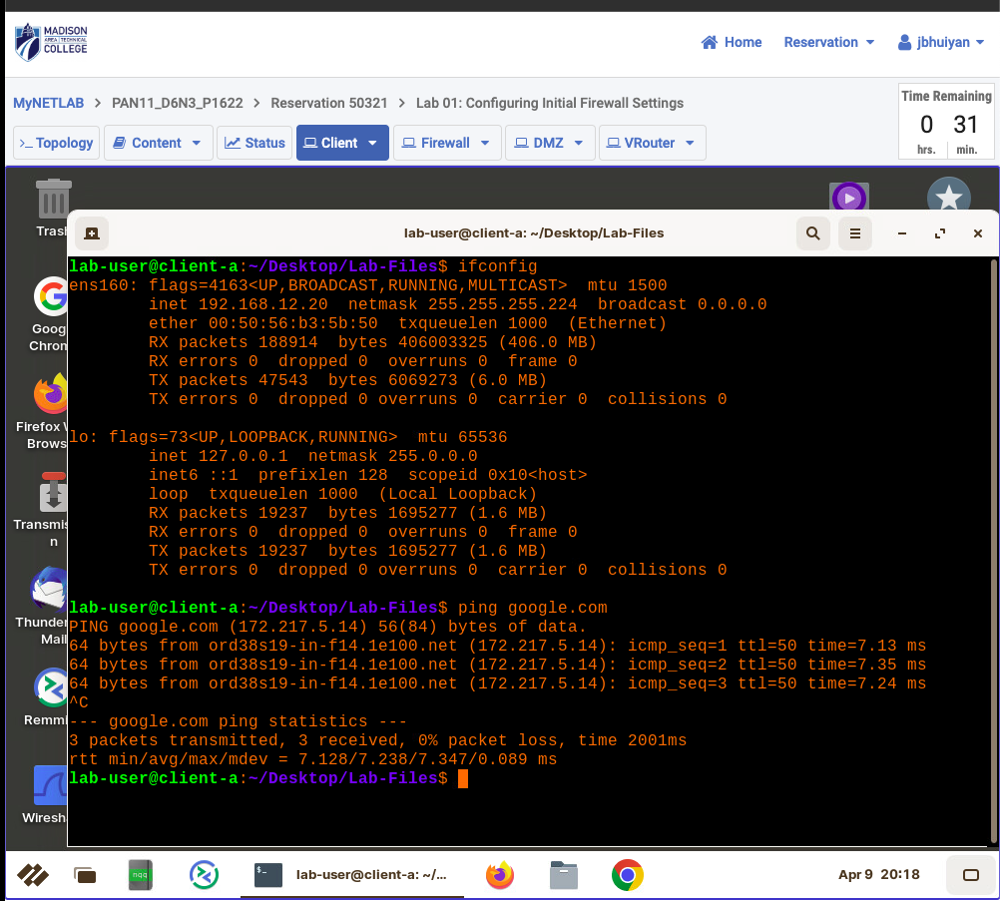 MADISON
AREA | TECHNICAL
COLLEGE
Home Reservation jbhuiyan
MyNETLAB > PAN11_D6N3_P1622 > Reservation 50321 > Lab 01: Configuring Initial Firewall Settings
Time Remaining
0 31
hrs. min.
>_ Topology Content Status Client Firewall DMZ VRouter
Trash
lab-user@client-a: ~/Desktop/Lab-Files
Goog
Chron
Firefox W
Brows
Transmis
n
Thunder
Mail
Remmi
Wiresh
lab-user@client-a:~/Desktop/Lab-Files$ ifconfig
ens160: flags=4163<UP,BROADCAST,RUNNING,MULTICAST>  mtu 1500
        inet 192.168.12.20  netmask 255.255.255.224  broadcast 0.0.0.0
        ether 00:50:56:b3:5b:50  txqueuelen 1000  (Ethernet)
        RX packets 188914  bytes 406003325 (406.0 MB)
        RX errors 0  dropped 0  overruns 0  frame 0
        TX packets 47543  bytes 6069273 (6.0 MB)
        TX errors 0  dropped 0 overruns 0  carrier 0  collisions 0
lo: flags=73<UP,LOOPBACK,RUNNING>  mtu 65536
        inet 127.0.0.1  netmask 255.0.0.0
        inet6 ::1  prefixlen 128  scopeid 0x10<host>
        loop  txqueuelen 1000  (Local Loopback)
        RX packets 19237  bytes 1695277 (1.6 MB)
        RX errors 0  dropped 0  overruns 0  frame 0
        TX packets 19237  bytes 1695277 (1.6 MB)
        TX errors 0  dropped 0 overruns 0  carrier 0  collisions 0
lab-user@client-a:~/Desktop/Lab-Files$ ping google.com
PING google.com (172.217.5.14) 56(84) bytes of data.
64 bytes from ord38s19-in-f14.1e100.net (172.217.5.14): icmp_seq=1 ttl=50 time=7.13 ms
64 bytes from ord38s19-in-f14.1e100.net (172.217.5.14): icmp_seq=2 ttl=50 time=7.35 ms
64 bytes from ord38s19-in-f14.1e100.net (172.217.5.14): icmp_seq=3 ttl=50 time=7.24 ms
^C
--- google.com ping statistics ---
3 packets transmitted, 3 received, 0% packet loss, time 2001ms
rtt min/avg/max/mdev = 7.128/7.238/7.347/0.089 ms
lab-user@client-a:~/Desktop/Lab-Files$
nqq
$_
lab-user@client-a: ~/...
Apr 9 20:18